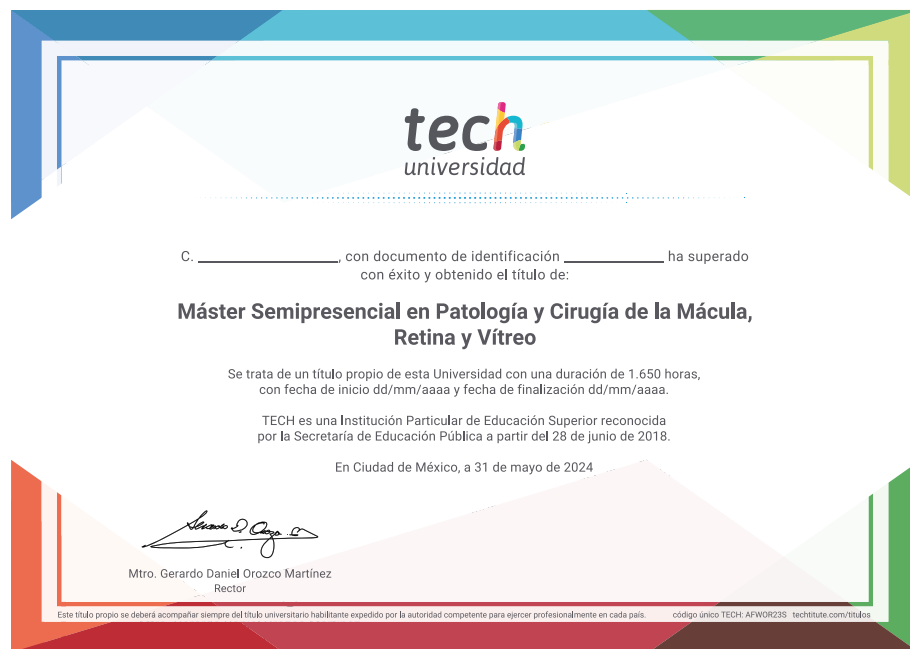 tech
universidad
C. ____________, con documento de identificación ____________ ha superado
con éxito y obtenido el título de:
Máster Semipresencial en Patología y Cirugía de la Mácula,
Retina y Vítreo
Se trata de un título propio de esta Universidad con una duración de 1.650 horas,
con fecha de inicio dd/mm/aaaa y fecha de finalización dd/mm/aaaa.
TECH es una Institución Particular de Educación Superior reconocida
por la Secretaría de Educación Pública a partir del 28 de junio de 2018.
En Ciudad de México, a 31 de mayo de 2024
Mtro. Gerardo Daniel Orozco Martínez
Rector
Este título propio se deberá acompañar siempre del título universitario habilitante expedido por la autoridad competente para ejercer profesionalmente en cada país. código único TECH: AFWOR23S techtitute.com/titulos